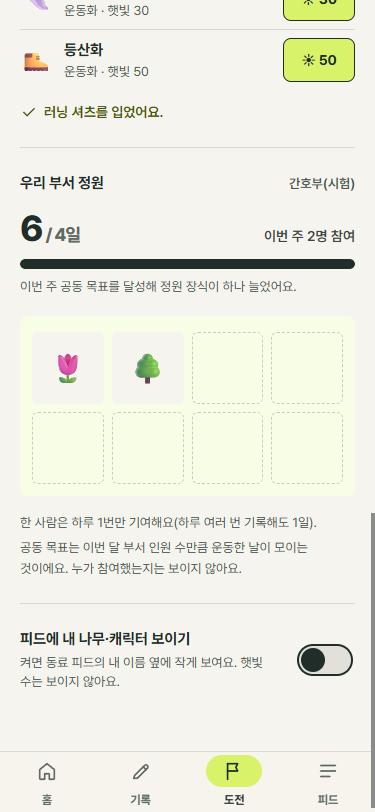 운동화 · 햇빛 30
등산화
운동화 · 햇빛 50
50
러닝 셔츠를 입었어요.
우리 부서 정원
간호부(시험)
6 / 4일
이번 주 2명 참여
이번 주 공동 목표를 달성해 정원 장식이 하나 늘었어요.
한 사람은 하루 1번만 기여해요(하루 여러 번 기록해도 1일).
공동 목표는 이번 달 부서 인원 수만큼 운동한 날이 모이는
것이에요. 누가 참여했는지는 보이지 않아요.
피드에 내 나무·캐릭터 보이기
켜면 동료 피드의 내 이름 옆에 작게 보여요. 햇빛
수는 보이지 않아요.
홈
기록
도전
피드